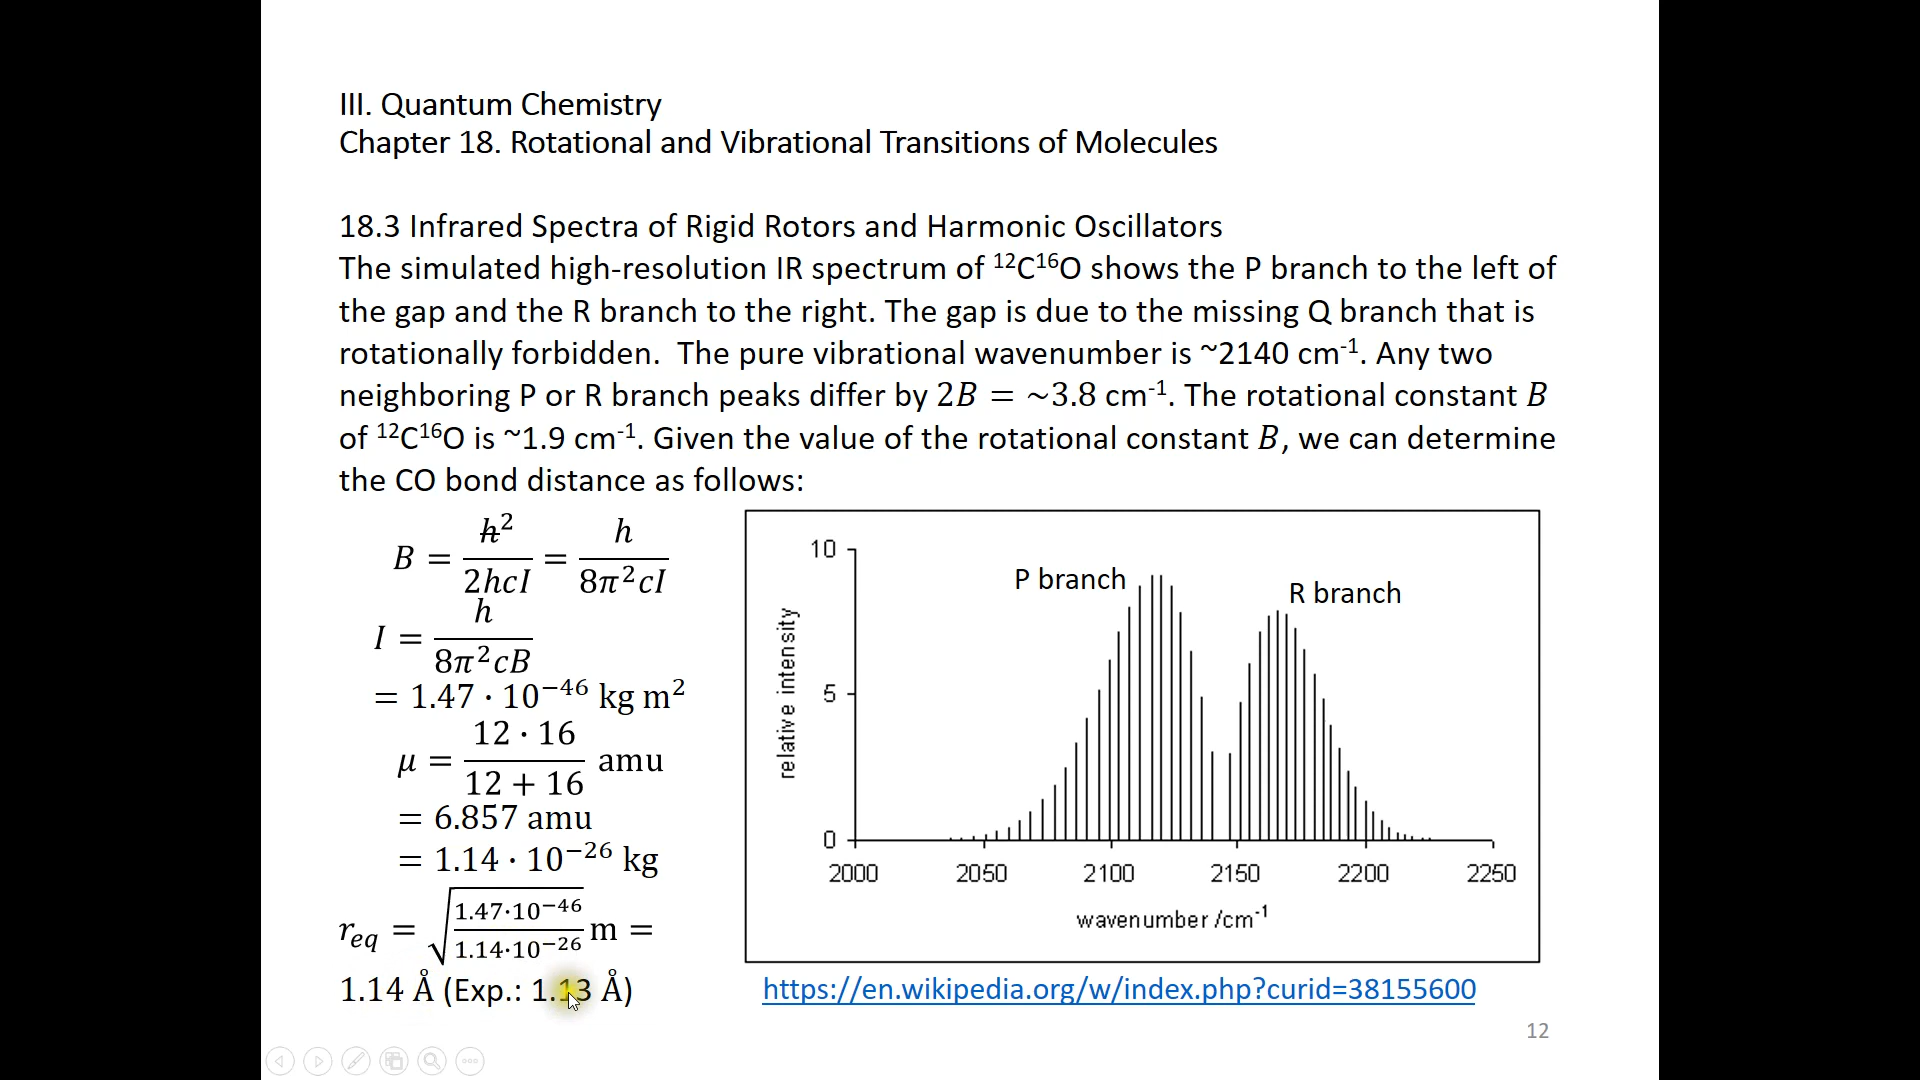 III. Quantum Chemistry
Chapter 18. Rotational and Vibrational Transitions of Molecules
18.3 Infrared Spectra of Rigid Rotors and Harmonic Oscillators
The simulated high-resolution IR spectrum of ¹²C¹⁶O shows the P branch to the left of
the gap and the R branch to the right. The gap is due to the missing Q branch that is
rotationally forbidden.  The pure vibrational wavenumber is ~2140 cm⁻¹. Any two
neighboring P or R branch peaks differ by 2B = ~3.8 cm⁻¹. The rotational constant B
of ¹²C¹⁶O is ~1.9 cm⁻¹. Given the value of the rotational constant B, we can determine
the CO bond distance as follows:
B = ħ²/2hcI = h/8π²cI
I = h/8π²cB
= 1.47 · 10⁻⁴⁶ kg m²
μ = 12 · 16/12 + 16 amu
= 6.857 amu
= 1.14 · 10⁻²⁶ kg
r_eq = √(1.47·10⁻⁴⁶/1.14·10⁻²⁶) m =
1.14 Å (Exp.: 1.13 Å)
10
P branch
R branch
relative intensity
5
0
2000 2050 2100 2150 2200 2250
wavenumber /cm⁻¹
https://en.wikipedia.org/w/index.php?curid=38155600
12